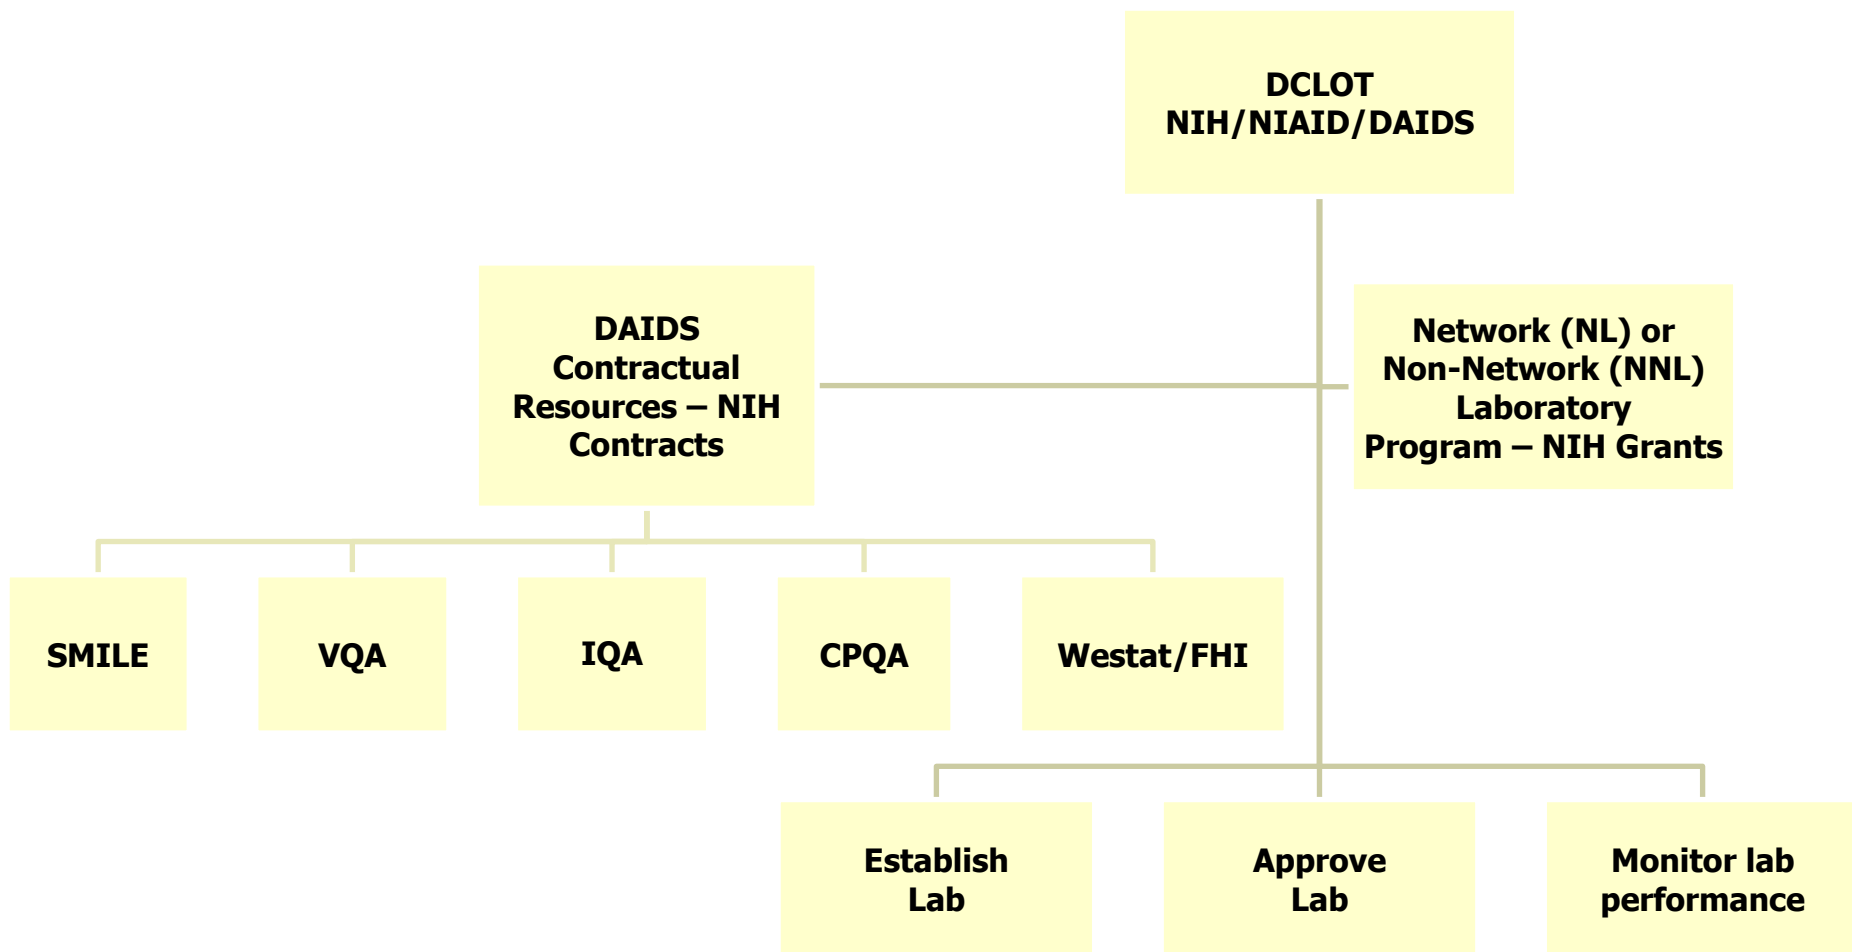 DCLOT
NIH/NIAID/DAIDS
DAIDS
Contractual
Resources – NIH
Contracts
Network (NL) or
Non-Network (NNL)
Laboratory
Program – NIH Grants
SMILE
VQA
IQA
CPQA
Westat/FHI
Establish
Lab
Approve
Lab
Monitor lab
performance